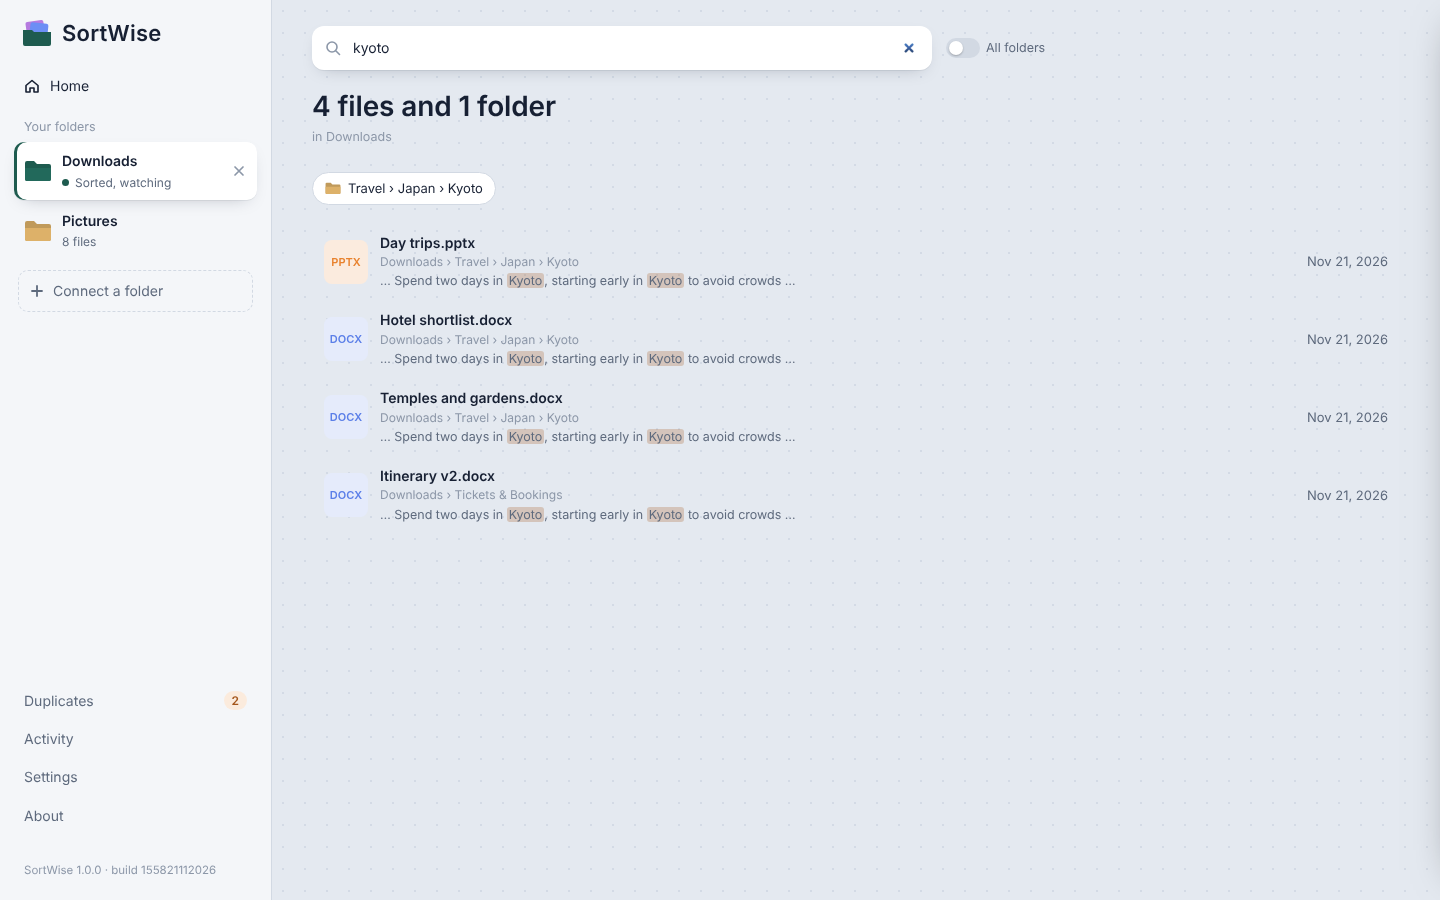 SortWise
Home
Your folders
Downloads
Sorted, watching
Pictures
8 files
Connect a folder
Duplicates
2
Activity
Settings
About
SortWise 1.0.0 · build 155821112026
kyoto
All folders
4 files and 1 folder
in Downloads
Travel › Japan › Kyoto
PPTX
Day trips.pptx
Downloads › Travel › Japan › Kyoto
... Spend two days in Kyoto, starting early in Kyoto to avoid crowds ...
Nov 21, 2026
DOCX
Hotel shortlist.docx
Downloads › Travel › Japan › Kyoto
... Spend two days in Kyoto, starting early in Kyoto to avoid crowds ...
Nov 21, 2026
DOCX
Temples and gardens.docx
Downloads › Travel › Japan › Kyoto
... Spend two days in Kyoto, starting early in Kyoto to avoid crowds ...
Nov 21, 2026
DOCX
Itinerary v2.docx
Downloads › Tickets & Bookings
... Spend two days in Kyoto, starting early in Kyoto to avoid crowds ...
Nov 21, 2026